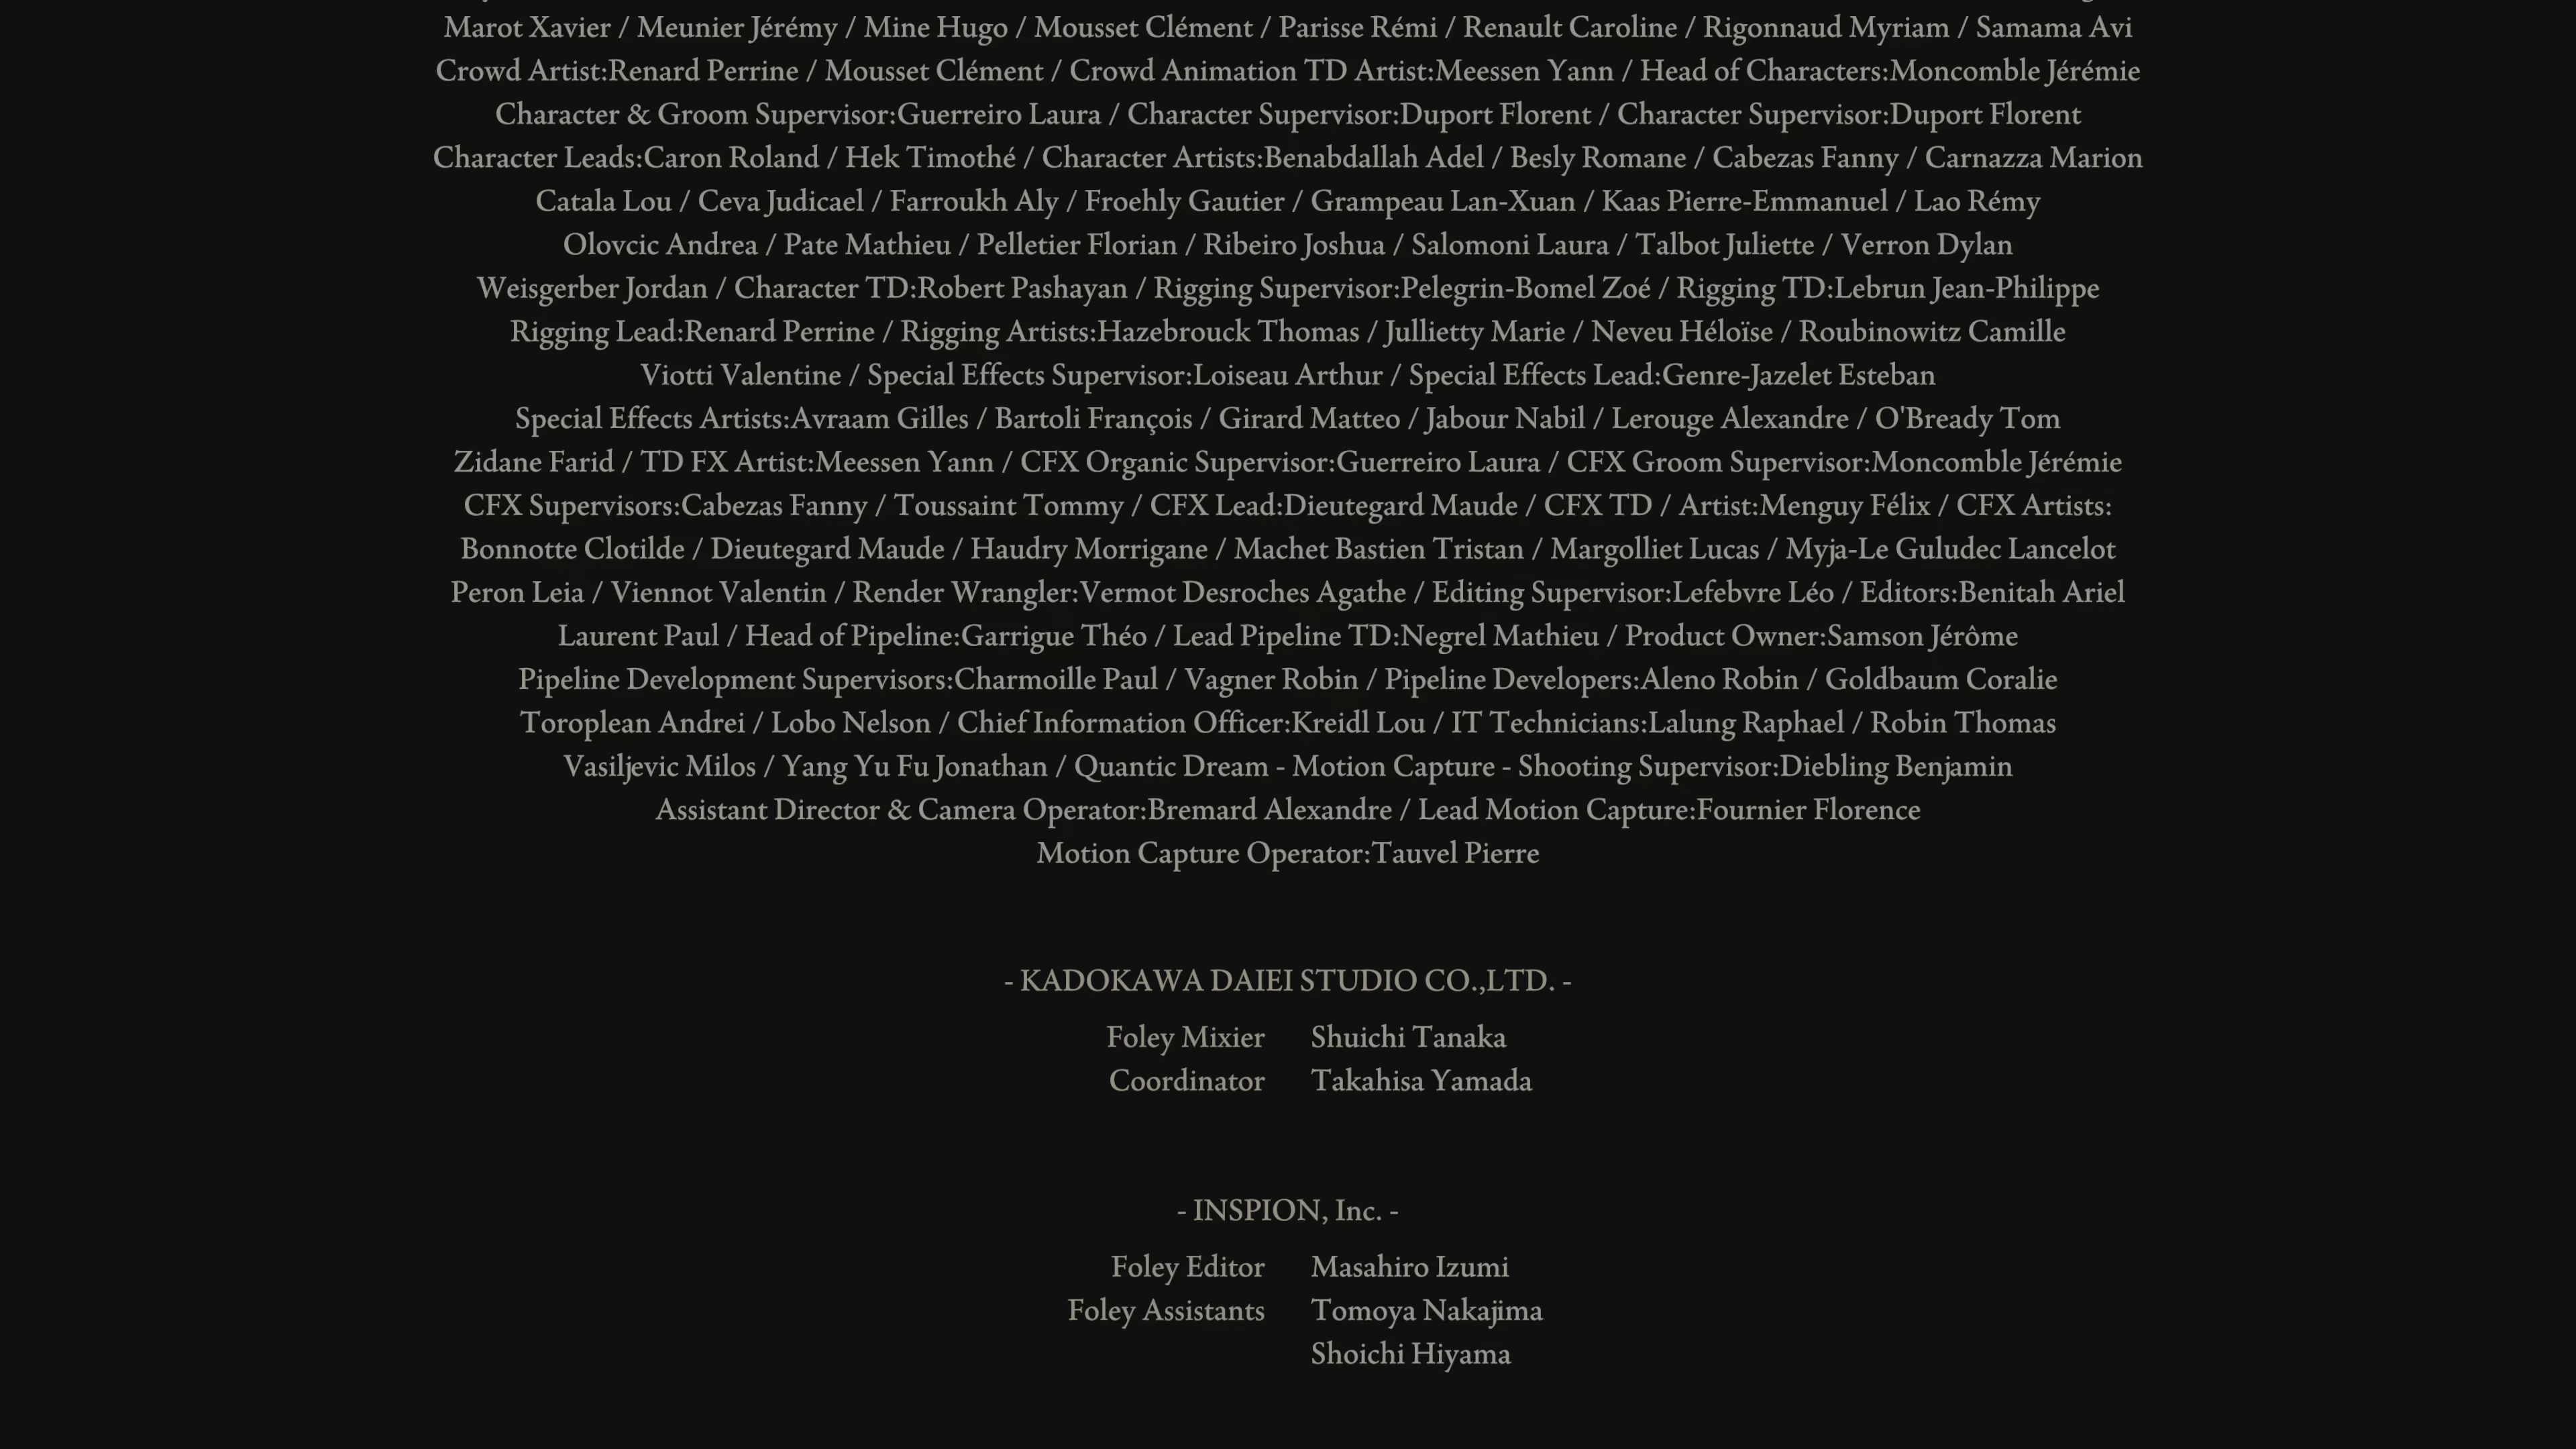 Marot Xavier / Meunier Jérémy / Mine Hugo / Mousset Clément / Parisse Rémi / Renault Caroline / Rigonnaud Myriam / Samama Avi
Crowd Artist:Renard Perrine / Mousset Clément / Crowd Animation TD Artist:Meessen Yann / Head of Characters:Moncomble Jérémie
Character & Groom Supervisor:Guerreiro Laura / Character Supervisor:Duport Florent / Character Supervisor:Duport Florent
Character Leads:Caron Roland / Hek Timothé / Character Artists:Benabdallah Adel / Besly Romane / Cabezas Fanny / Carnazza Marion
Catala Lou / Ceva Judicael / Farroukh Aly / Froehly Gautier / Grampeau Lan-Xuan / Kaas Pierre-Emmanuel / Lao Rémy
Olovcic Andrea / Pate Mathieu / Pelletier Florian / Ribeiro Joshua / Salomoni Laura / Talbot Juliette / Verron Dylan
Weisgerber Jordan / Character TD:Robert Pashayan / Rigging Supervisor:Pelegrin-Bomel Zoé / Rigging TD:Lebrun Jean-Philippe
Rigging Lead:Renard Perrine / Rigging Artists:Hazebrouck Thomas / Jullietty Marie / Neveu Héloïse / Roubinowitz Camille
Viotti Valentine / Special Effects Supervisor:Loiseau Arthur / Special Effects Lead:Genre-Jazelet Esteban
Special Effects Artists:Avraam Gilles / Bartoli François / Girard Matteo / Jabour Nabil / Lerouge Alexandre / O'Bready Tom
Zidane Farid / TD FX Artist:Meessen Yann / CFX Organic Supervisor:Guerreiro Laura / CFX Groom Supervisor:Moncomble Jérémie
CFX Supervisors:Cabezas Fanny / Toussaint Tommy / CFX Lead:Dieutegard Maude / CFX TD / Artist:Menguy Félix / CFX Artists:
Bonnotte Clotilde / Dieutegard Maude / Haudry Morrigane / Machet Bastien Tristan / Margolliet Lucas / Myja-Le Guludec Lancelot
Peron Leia / Viennot Valentin / Render Wrangler:Vermot Desroches Agathe / Editing Supervisor:Lefebvre Léo / Editors:Benitah Ariel
Laurent Paul / Head of Pipeline:Garrigue Théo / Lead Pipeline TD:Negrel Mathieu / Product Owner:Samson Jérôme
Pipeline Development Supervisors:Charmoille Paul / Vagner Robin / Pipeline Developers:Aleno Robin / Goldbaum Coralie
Toroplean Andrei / Lobo Nelson / Chief Information Officer:Kreidl Lou / IT Technicians:Lalung Raphael / Robin Thomas
Vasiljevic Milos / Yang Yu Fu Jonathan / Quantic Dream - Motion Capture - Shooting Supervisor:Diebling Benjamin
Assistant Director & Camera Operator:Bremard Alexandre / Lead Motion Capture:Fournier Florence
Motion Capture Operator:Tauvel Pierre
- KADOKAWA DAIEI STUDIO CO.,LTD. -
Foley Mixier Shuichi Tanaka
Coordinator Takahisa Yamada
- INSPION, Inc. -
Foley Editor Masahiro Izumi
Foley Assistants Tomoya Nakajima
Shoichi Hiyama